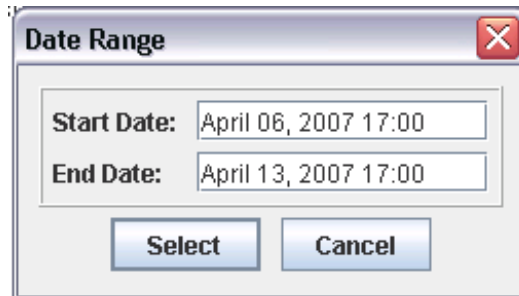 Date Range
Start Date: April 06, 2007 17:00
End Date: April 13, 2007 17:00
Select Cancel